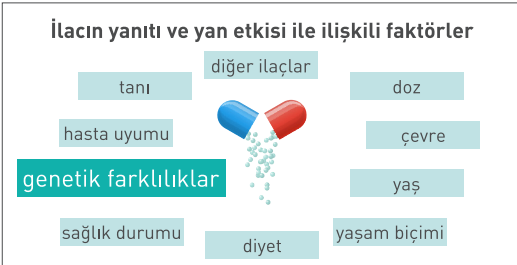 İlacın yanıtı ve yan etkisi ile ilişkili faktörler
diğer ilaçlar
tanı
doz
hasta uyumu
çevre
genetik farklılıklar
yaş
sağlık durumu
diyet
yaşam biçimi